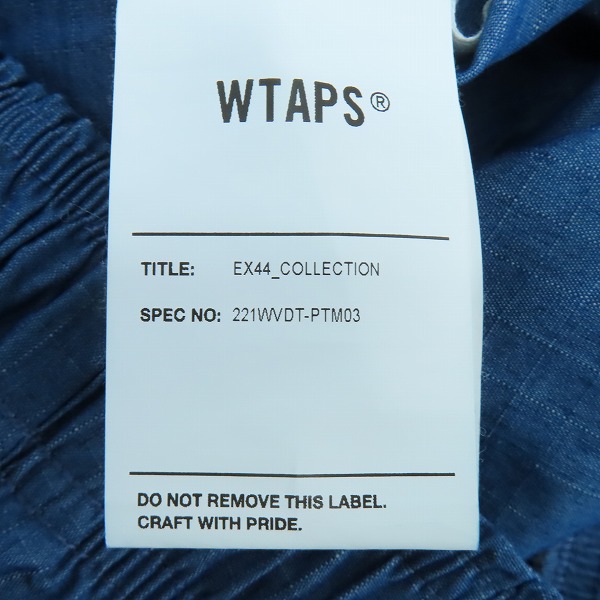 WTAPS®
TITLE: EX44_COLLECTION
SPEC NO: 221WVDT-PTM03
DO NOT REMOVE THIS LABEL.
CRAFT WITH PRIDE.